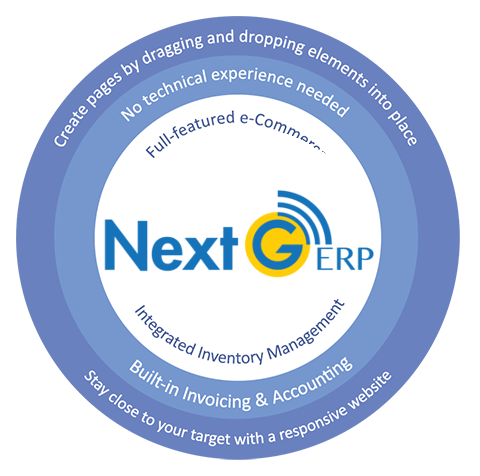 Create pages by dragging and dropping elements into place
No technical experience needed
Full-featured
Next G ERP
Integrated Inventory Management
Built-in Invoicing & Accounting
Stay close to your target with a responsive website